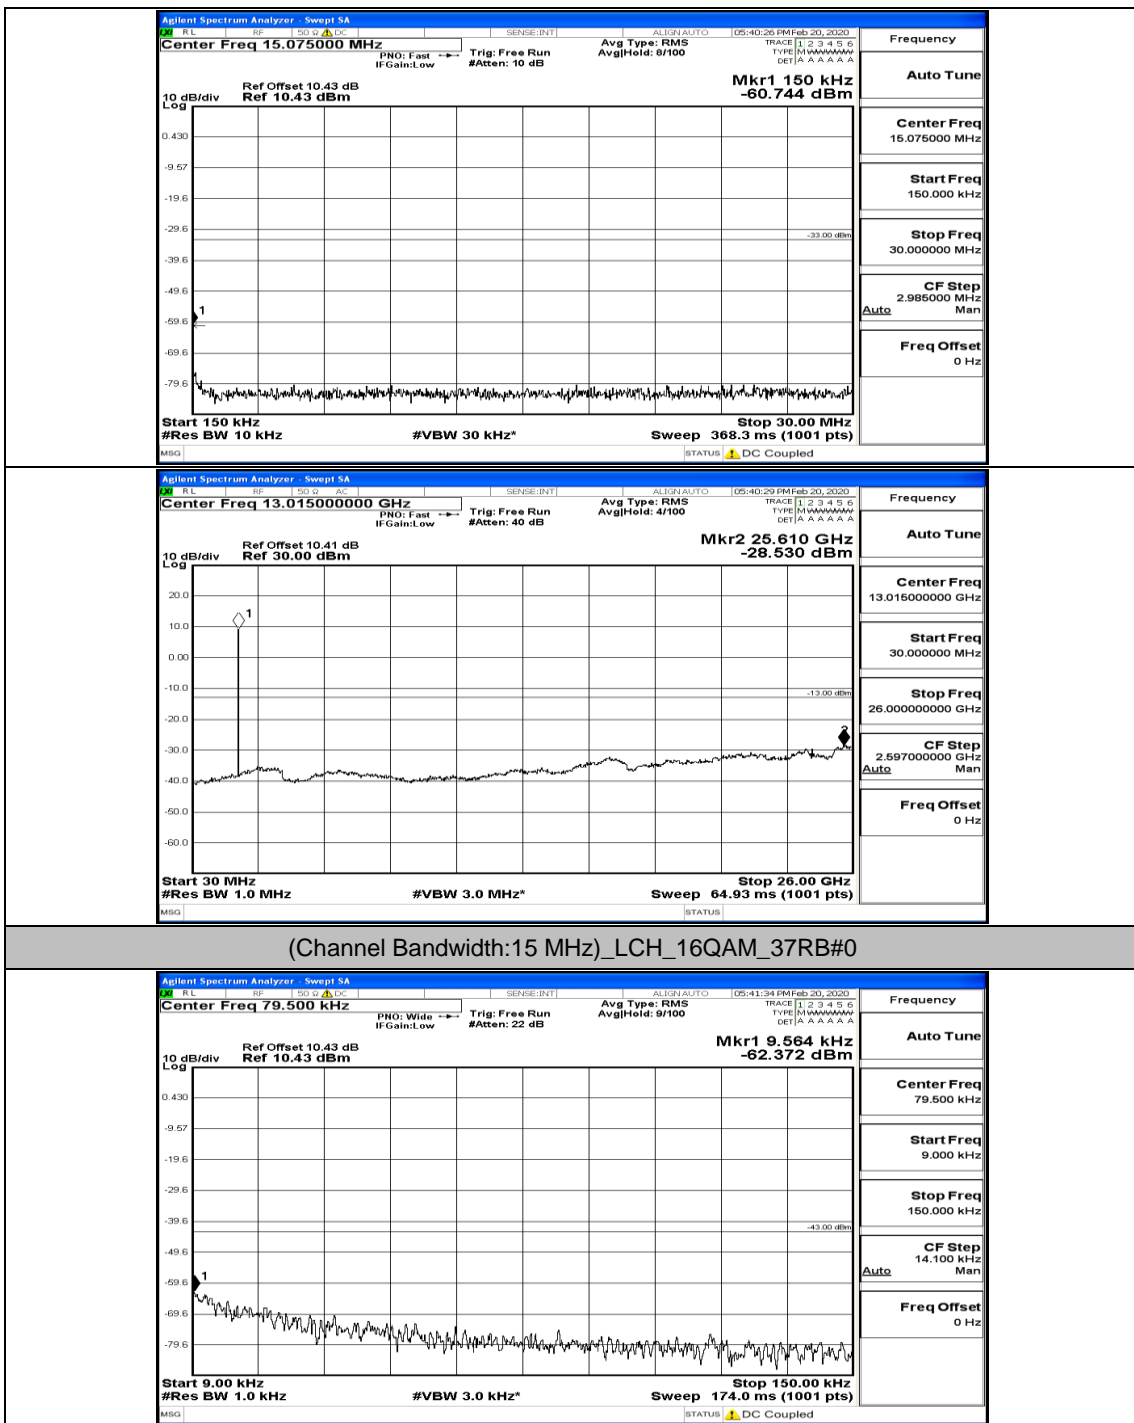 Agilent Spectrum Analyzer - Swept SA
LXI RL RF 50 Ω DC SENSE:INT ALIGN AUTO 05:40:26 PM Feb 20, 2020
Center Freq 15.075000 MHz
PNO: Fast
IFGain:Low
Trig: Free Run
#Atten: 10 dB
Avg Type: RMS
Avg|Hold: 8/100
TRACE 1 2 3 4 5 6
TYPE M WWWWW
DET A A A A A A
Frequency
Mkr1 150 kHz
-60.744 dBm
Auto Tune
Ref Offset 10.43 dB
10 dB/div Ref 10.43 dBm
Log
0.430
-9.57
-19.6
-29.6
-39.6
-49.6
-59.6
-69.6
-79.6
-33.00 dBm
1
Center Freq
15.075000 MHz
Start Freq
150.000 kHz
Stop Freq
30.000000 MHz
CF Step
2.985000 MHz
Auto Man
Freq Offset
0 Hz
Start 150 kHz Stop 30.00 MHz
#Res BW 10 kHz #VBW 30 kHz* Sweep 368.3 ms (1001 pts)
MSG STATUS DC Coupled
Agilent Spectrum Analyzer - Swept SA
LXI RL RF 50 Ω AC SENSE:INT ALIGN AUTO 05:40:29 PM Feb 20, 2020
Center Freq 13.015000000 GHz
PNO: Fast
IFGain:Low
Trig: Free Run
#Atten: 40 dB
Avg Type: RMS
Avg|Hold: 4/100
TRACE 1 2 3 4 5 6
TYPE M WWWWW
DET A A A A A A
Frequency
Mkr2 25.610 GHz
-28.530 dBm
Auto Tune
Ref Offset 10.41 dB
10 dB/div Ref 30.00 dBm
Log
20.0
10.0
0.00
-10.0
-20.0
-30.0
-40.0
-50.0
-60.0
-13.00 dBm
1
2
Center Freq
13.015000000 GHz
Start Freq
30.000000 MHz
Stop Freq
26.000000000 GHz
CF Step
2.597000000 GHz
Auto Man
Freq Offset
0 Hz
Start 30 MHz Stop 26.00 GHz
#Res BW 1.0 MHz #VBW 3.0 MHz* Sweep 64.93 ms (1001 pts)
MSG STATUS
(Channel Bandwidth:15 MHz)_LCH_16QAM_37RB#0
Agilent Spectrum Analyzer - Swept SA
LXI RL RF 50 Ω DC SENSE:INT ALIGN AUTO 05:41:34 PM Feb 20, 2020
Center Freq 79.500 kHz
PNO: Wide
IFGain:Low
Trig: Free Run
#Atten: 22 dB
Avg Type: RMS
Avg|Hold: 9/100
TRACE 1 2 3 4 5 6
TYPE M WWWWW
DET A A A A A A
Frequency
Mkr1 9.564 kHz
-62.372 dBm
Auto Tune
Ref Offset 10.43 dB
10 dB/div Ref 10.43 dBm
Log
0.430
-9.57
-19.6
-29.6
-39.6
-49.6
-59.6
-69.6
-79.6
-43.00 dBm
1
Center Freq
79.500 kHz
Start Freq
9.000 kHz
Stop Freq
150.000 kHz
CF Step
14.100 kHz
Auto Man
Freq Offset
0 Hz
Start 9.00 kHz Stop 150.00 kHz
#Res BW 1.0 kHz #VBW 3.0 kHz* Sweep 174.0 ms (1001 pts)
MSG STATUS DC Coupled